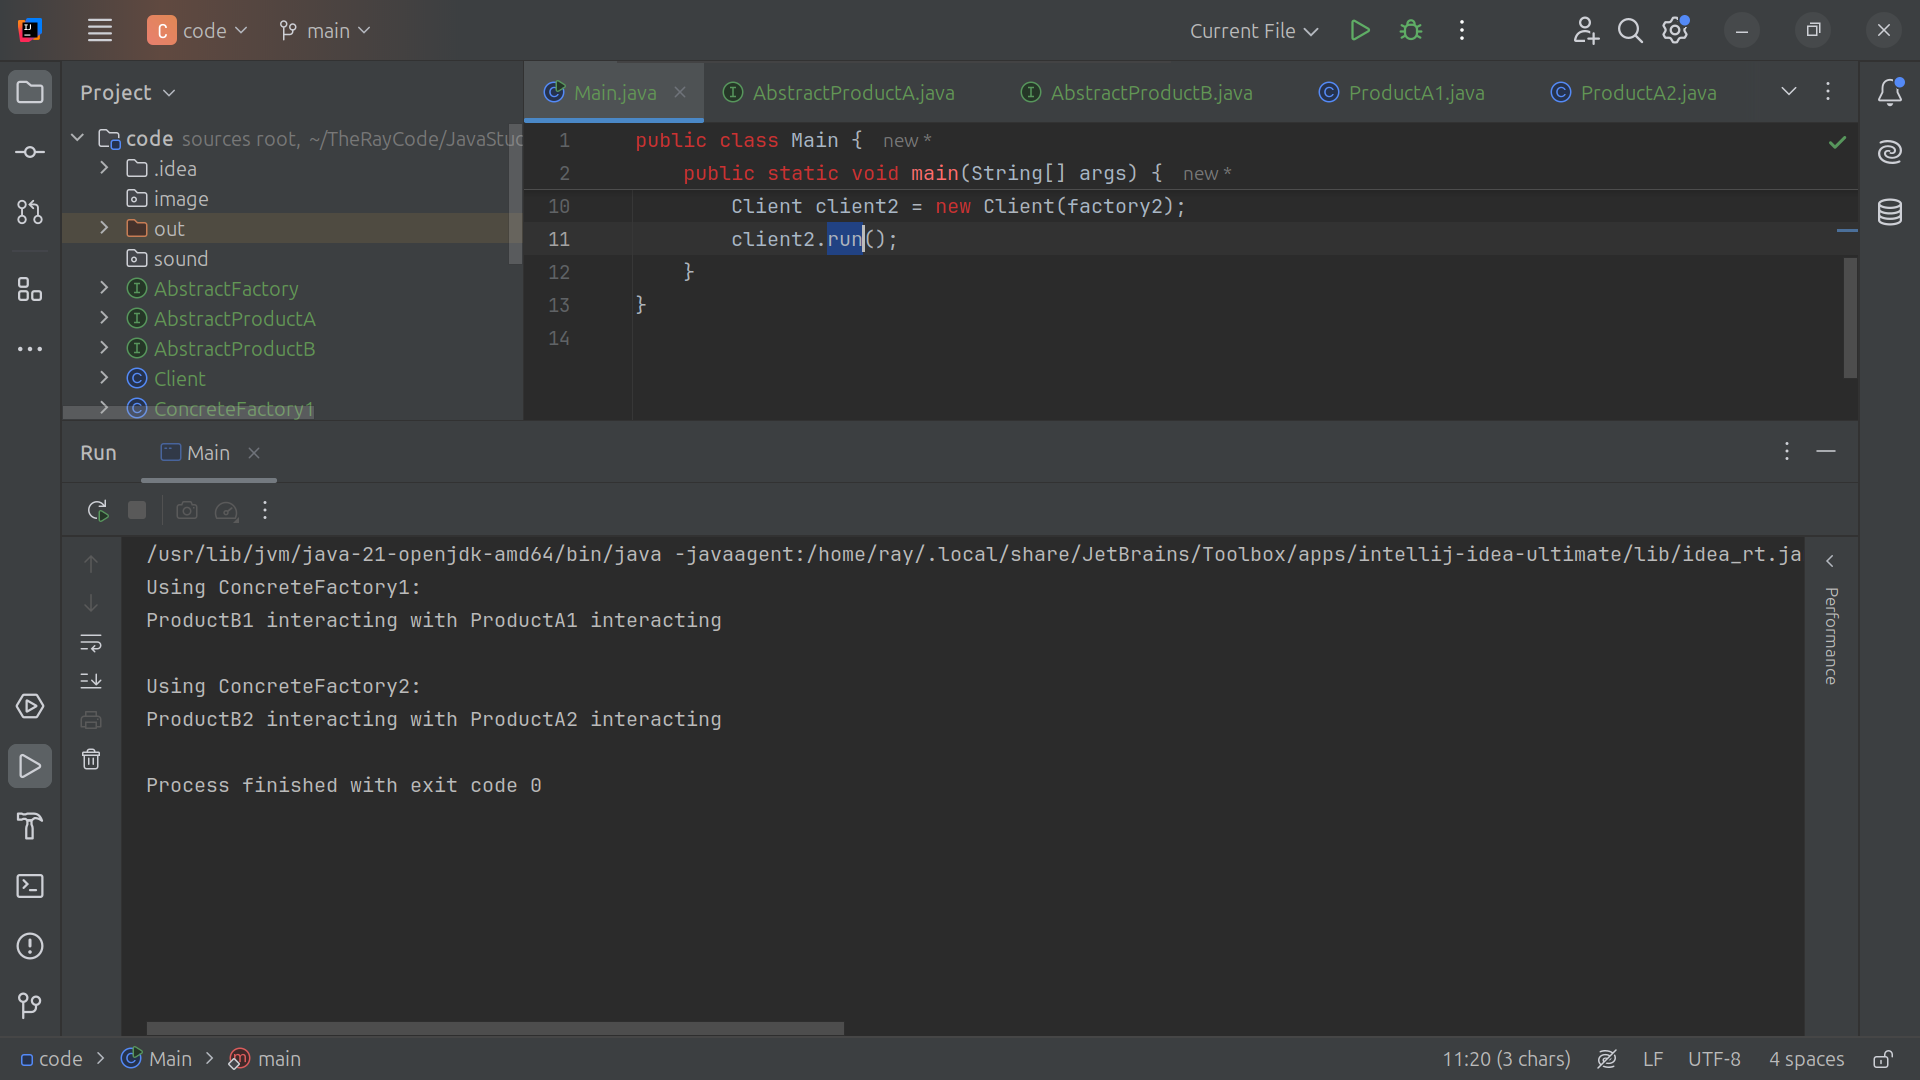 C code main Current File
Project
code sources root, ~/TheRayCode/JavaStuc
.idea
image
out
sound
AbstractFactory
AbstractProductA
AbstractProductB
Client
ConcreteFactory1
Main.java AbstractProductA.java AbstractProductB.java ProductA1.java ProductA2.java
1 public class Main { new *
2 public static void main(String[] args) { new *
10 Client client2 = new Client(factory2);
11 client2.run();
12 }
13 }
14
Run Main
/usr/lib/jvm/java-21-openjdk-amd64/bin/java -javaagent:/home/ray/.local/share/JetBrains/Toolbox/apps/intellij-idea-ultimate/lib/idea_rt.ja
Using ConcreteFactory1:
ProductB1 interacting with ProductA1 interacting
Using ConcreteFactory2:
ProductB2 interacting with ProductA2 interacting
Process finished with exit code 0
Performance
code > Main > main 11:20 (3 chars) LF UTF-8 4 spaces